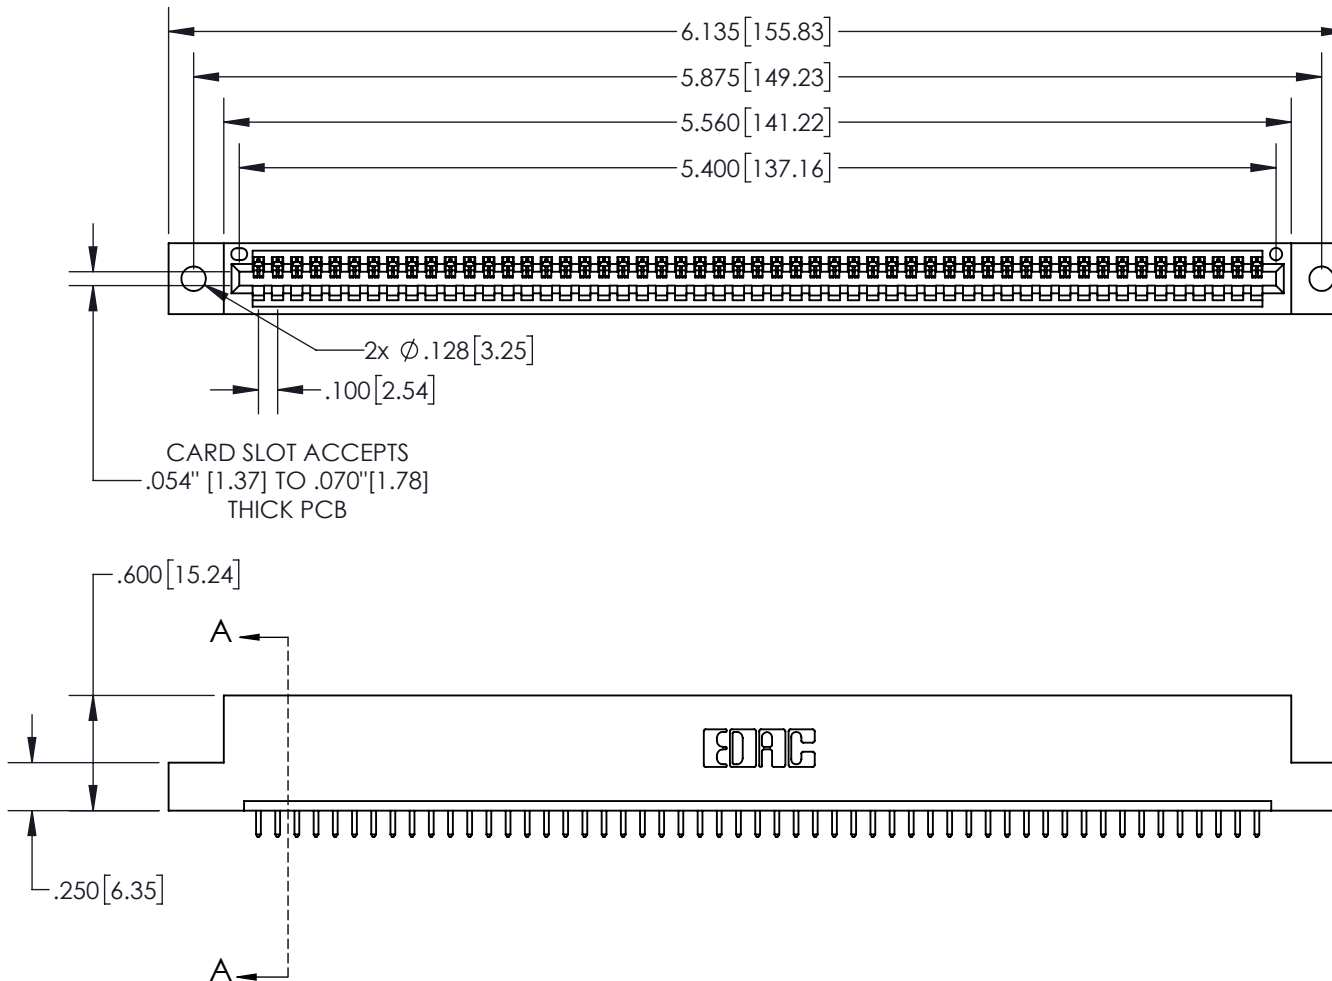 6.135[155.83]
5.875[149.23]
5.560[141.22]
5.400[137.16]
2x Ø.128[3.25]
.100[2.54]
CARD SLOT ACCEPTS
.054" [1.37] TO .070"[1.78]
THICK PCB
.600[15.24]
A
EDAC
.250[6.35]
A